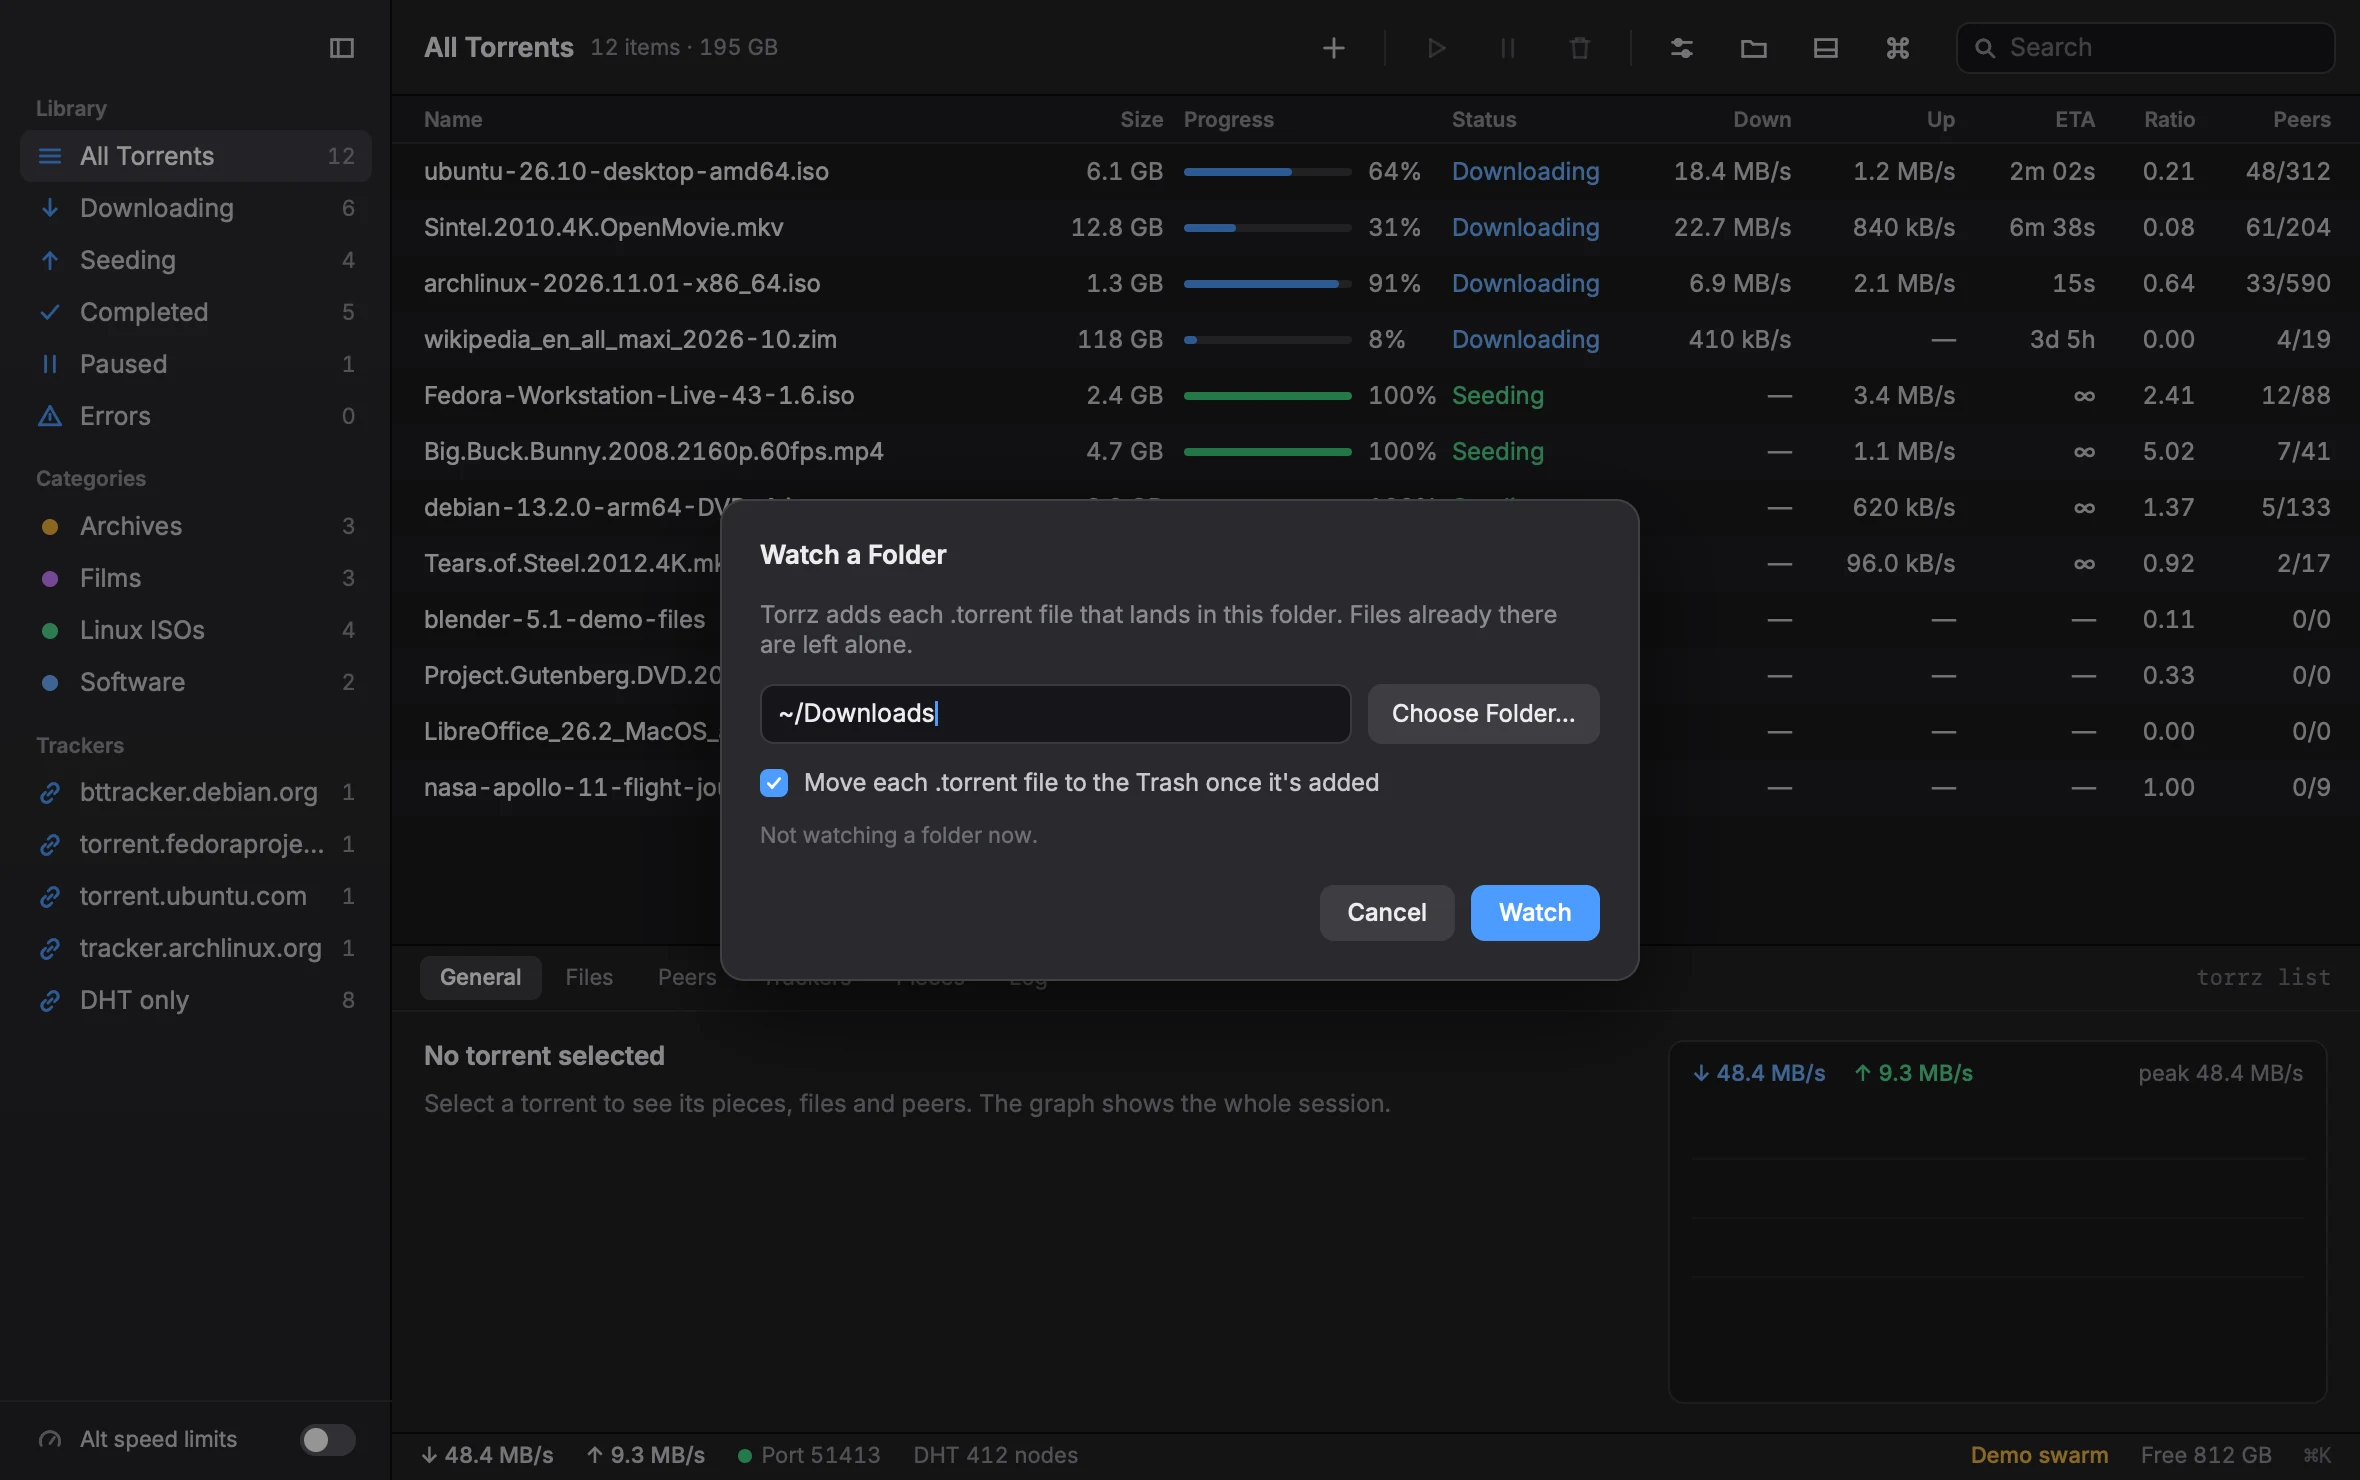 All Torrents 12 items · 195 GB
Search
Library
All Torrents 12
Downloading 6
Seeding 4
Completed 5
Paused 1
Errors 0
Categories
Archives 3
Films 3
Linux ISOs 4
Software 2
Trackers
bttracker.debian.org 1
torrent.fedoraproje... 1
torrent.ubuntu.com 1
tracker.archlinux.org 1
DHT only 8
Alt speed limits
Name Size Progress Status Down Up ETA Ratio Peers
ubuntu-26.10-desktop-amd64.iso 6.1 GB 64% Downloading 18.4 MB/s 1.2 MB/s 2m 02s 0.21 48/312
Sintel.2010.4K.OpenMovie.mkv 12.8 GB 31% Downloading 22.7 MB/s 840 kB/s 6m 38s 0.08 61/204
archlinux-2026.11.01-x86_64.iso 1.3 GB 91% Downloading 6.9 MB/s 2.1 MB/s 15s 0.64 33/590
wikipedia_en_all_maxi_2026-10.zim 118 GB 8% Downloading 410 kB/s — 3d 5h 0.00 4/19
Fedora-Workstation-Live-43-1.6.iso 2.4 GB 100% Seeding — 3.4 MB/s ∞ 2.41 12/88
Big.Buck.Bunny.2008.2160p.60fps.mp4 4.7 GB 100% Seeding — 1.1 MB/s ∞ 5.02 7/41
debian-13.2.0-arm64- — 620 kB/s ∞ 1.37 5/133
Tears.of.Steel.2012.4K. — 96.0 kB/s ∞ 0.92 2/17
blender-5.1-demo-files — — — 0.11 0/0
Project.Gutenberg.DVD.20 — — — 0.33 0/0
LibreOffice_26.2_MacOS_ — — — 0.00 0/0
nasa-apollo-11-flight- — — — 1.00 0/9
Watch a Folder
Torrz adds each .torrent file that lands in this folder. Files already there
are left alone.
~/Downloads
Choose Folder...
Move each .torrent file to the Trash once it's added
Not watching a folder now.
Cancel Watch
General Files Peers
torrz list
No torrent selected
Select a torrent to see its pieces, files and peers. The graph shows the whole session.
↓ 48.4 MB/s ↑ 9.3 MB/s peak 48.4 MB/s
↓ 48.4 MB/s ↑ 9.3 MB/s Port 51413 DHT 412 nodes Demo swarm Free 812 GB ⌘K